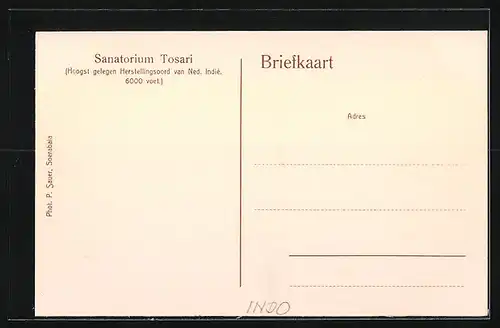 Sanatorium Tosari
(Hoogst gelegen Herstellingsoord van Ned. Indië.
6000 voet.)
Briefkaart
Adres
Phot. P. Sauer, Soerabaia
INDO